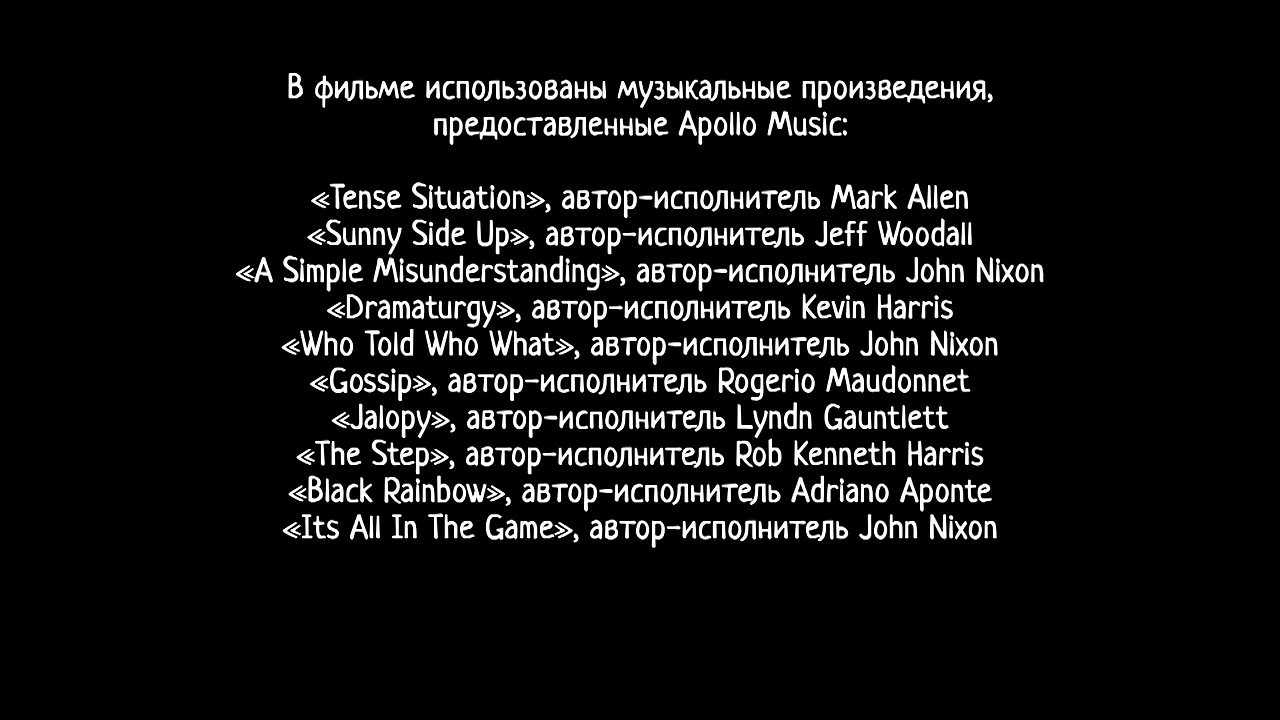 В фильме использованы музыкальные произведения,
предоставленные Apollo Music:
«Tense Situation», автор-исполнитель Mark Allen
«Sunny Side Up», автор-исполнитель Jeff Woodall
«A Simple Misunderstanding», автор-исполнитель John Nixon
«Dramaturgy», автор-исполнитель Kevin Harris
«Who Told Who What», автор-исполнитель John Nixon
«Gossip», автор-исполнитель Rogerio Maudonnet
«Jalopy», автор-исполнитель Lyndn Gauntlett
«The Step», автор-исполнитель Rob Kenneth Harris
«Black Rainbow», автор-исполнитель Adriano Aponte
«Its All In The Game», автор-исполнитель John Nixon